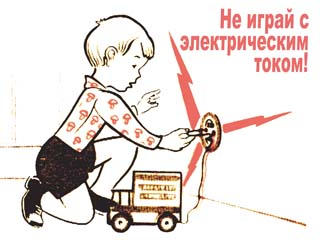 Не играй с
электрическим
током!